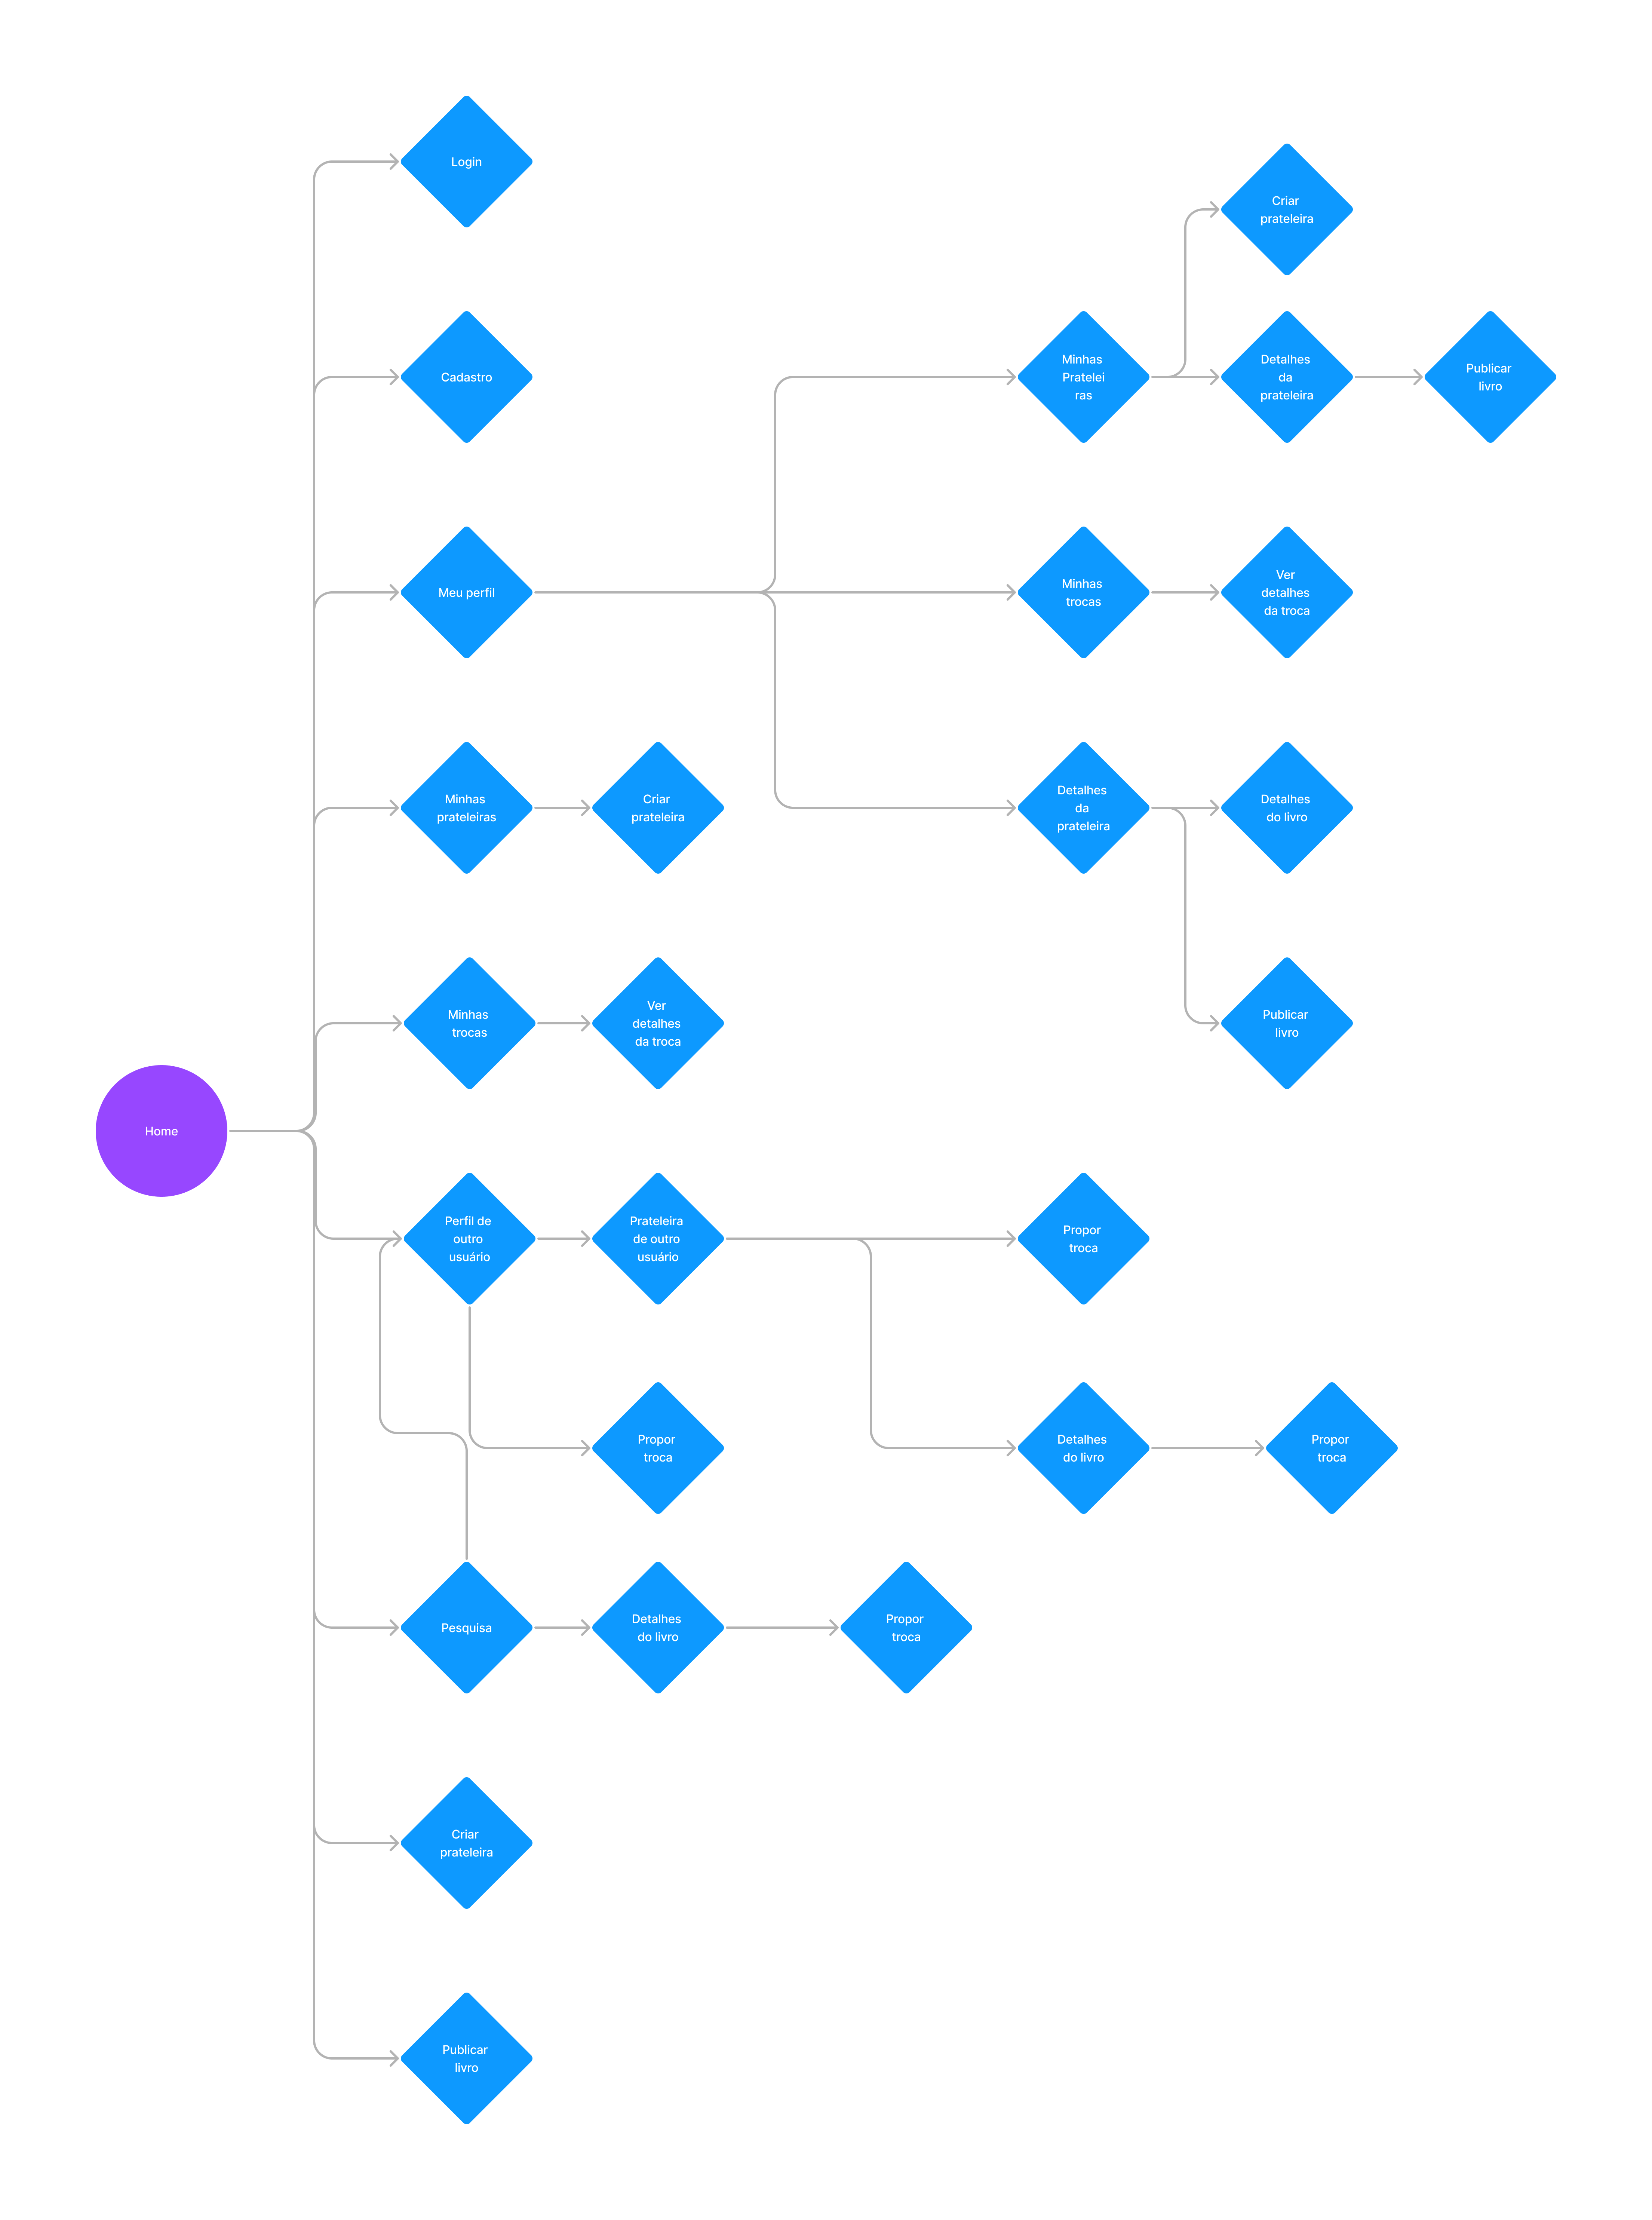 Login
Criar
prateleira
Cadastro
Minhas
Pratelei
ras
Detalhes
da
prateleira
Publicar
livro
Meu perfil
Minhas
trocas
Ver
detalhes
da troca
Minhas
prateleiras
Criar
prateleira
Detalhes
da
prateleira
Detalhes
do livro
Minhas
trocas
Ver
detalhes
da troca
Publicar
livro
Home
Perfil de
outro
usuário
Prateleira
de outro
usuário
Propor
troca
Propor
troca
Detalhes
do livro
Propor
troca
Pesquisa
Detalhes
do livro
Propor
troca
Criar
prateleira
Publicar
livro